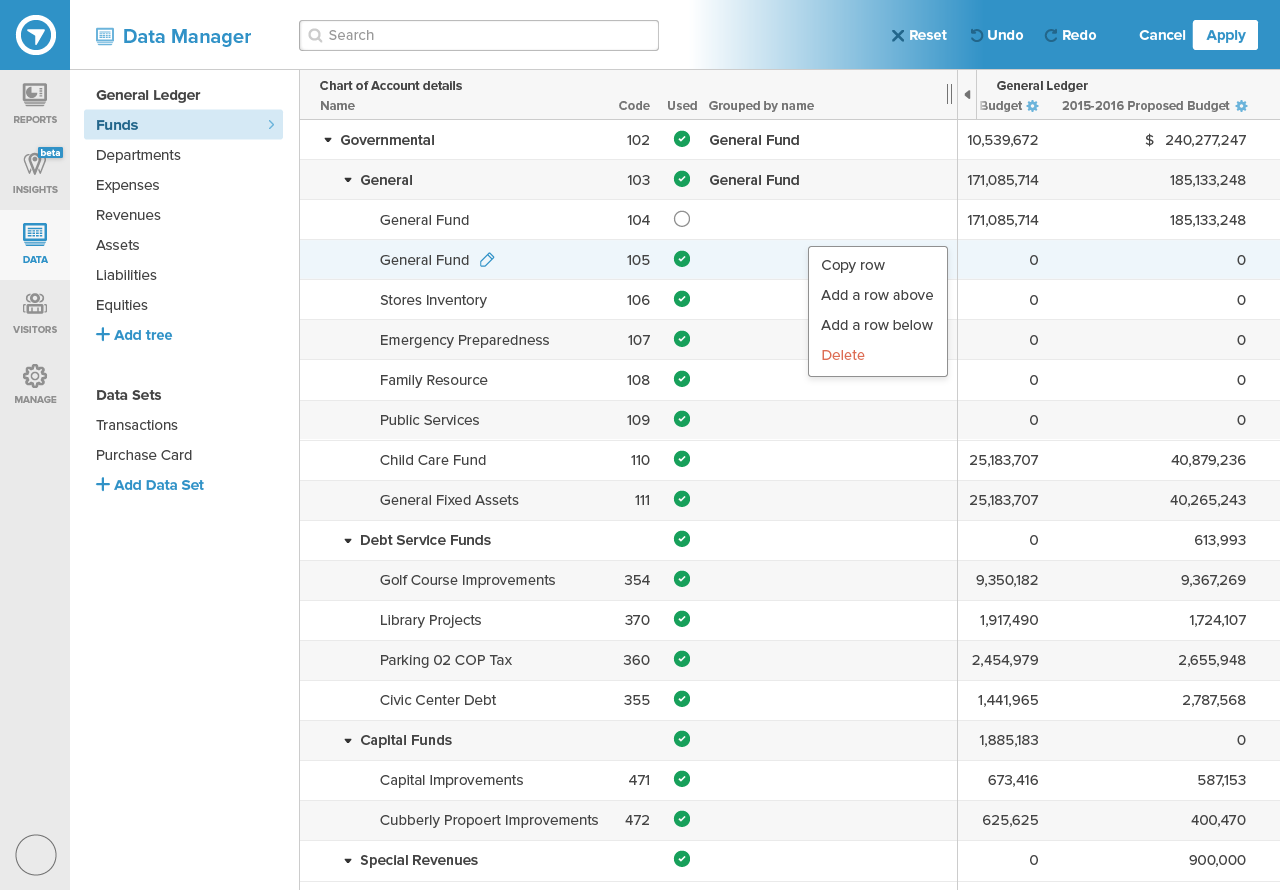 Data Manager
Search
Reset Undo Redo Cancel Apply
REPORTS
beta
INSIGHTS
DATA
VISITORS
MANAGE
General Ledger
Funds
Departments
Expenses
Revenues
Assets
Liabilities
Equities
Add tree
Data Sets
Transactions
Purchase Card
Add Data Set
Chart of Account details General Ledger
Name Code Used Grouped by name Budget 2015-2016 Proposed Budget
Governmental 102 General Fund 10,539,672 $ 240,277,247
General 103 General Fund 171,085,714 185,133,248
General Fund 104 171,085,714 185,133,248
General Fund 105 0 0
Stores Inventory 106 0 0
Emergency Preparedness 107 0 0
Family Resource 108 0 0
Public Services 109 0 0
Child Care Fund 110 25,183,707 40,879,236
General Fixed Assets 111 25,183,707 40,265,243
Debt Service Funds 0 613,993
Golf Course Improvements 354 9,350,182 9,367,269
Library Projects 370 1,917,490 1,724,107
Parking 02 COP Tax 360 2,454,979 2,655,948
Civic Center Debt 355 1,441,965 2,787,568
Capital Funds 1,885,183 0
Capital Improvements 471 673,416 587,153
Cubberly Propoert Improvements 472 625,625 400,470
Special Revenues 0 900,000
Copy row
Add a row above
Add a row below
Delete